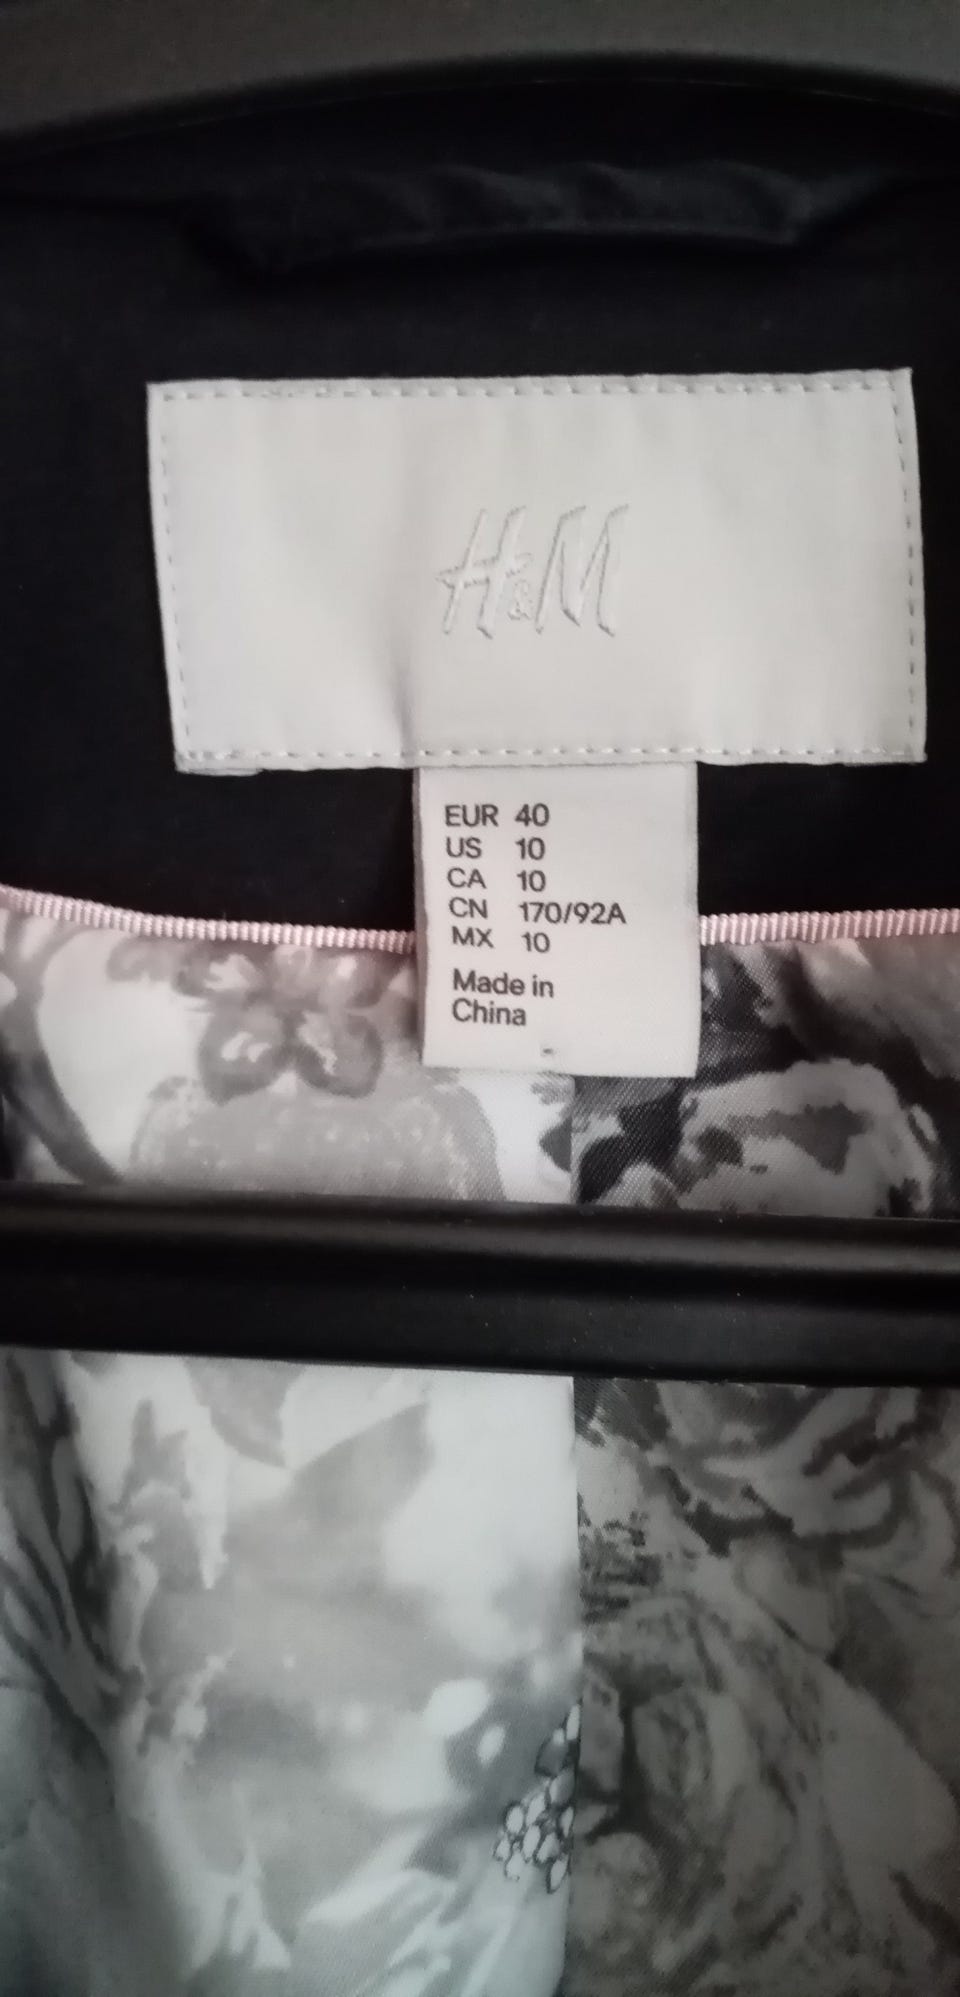 H&M
EUR 40
US 10
CA 10
CN 170/92A
MX 10
Made in
China